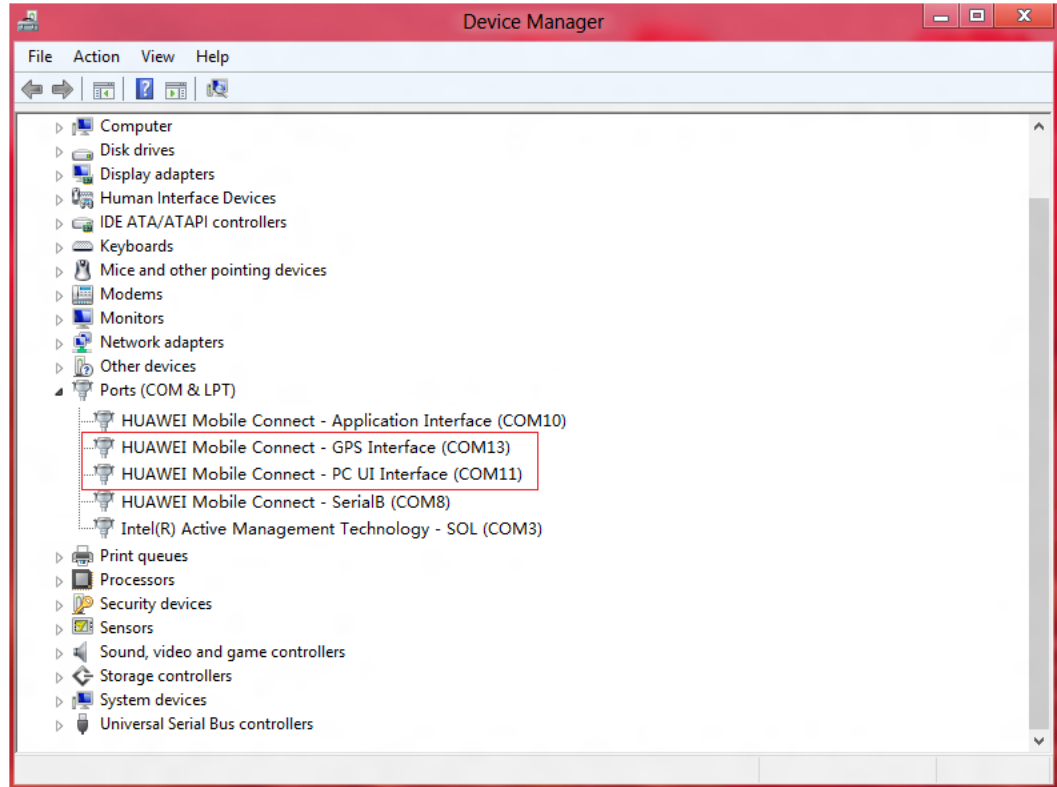 Device Manager
File Action View Help
Computer
Disk drives
Display adapters
Human Interface Devices
IDE ATA/ATAPI controllers
Keyboards
Mice and other pointing devices
Modems
Monitors
Network adapters
Other devices
Ports (COM & LPT)
HUAWEI Mobile Connect - Application Interface (COM10)
HUAWEI Mobile Connect - GPS Interface (COM13)
HUAWEI Mobile Connect - PC UI Interface (COM11)
HUAWEI Mobile Connect - SerialB (COM8)
Intel(R) Active Management Technology - SOL (COM3)
Print queues
Processors
Security devices
Sensors
Sound, video and game controllers
Storage controllers
System devices
Universal Serial Bus controllers